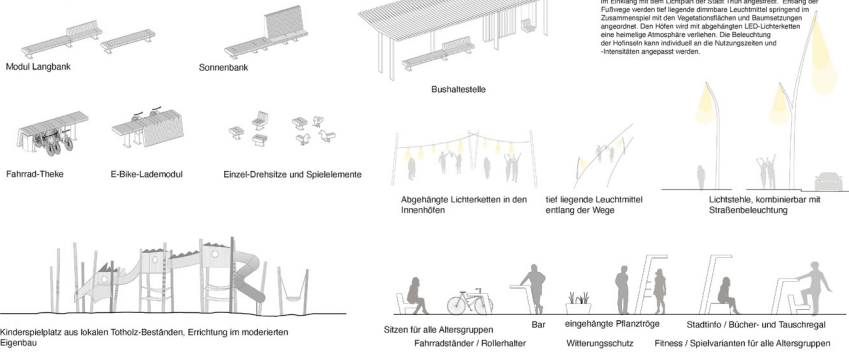 im Einklang mit dem Lichtplan der Stadt Thun angestrebt. Entlang der
Fußwege werden tief liegende dimmbare Leuchtmittel springend im
Zusammenspiel mit den Vegetationsflächen und Baumsetzungen
angeordnet. Den Höfen wird mit abgehängten LED-Lichterketten
eine heimelige Atmosphäre verliehen. Die Beleuchtung
der Hofinseln kann individuell an die Nutzungszeiten und
-Intensitäten angepasst werden.
Modul Langbank
Sonnenbank
Bushaltestelle
Fahrrad-Theke
E-Bike-Lademodul
Einzel-Drehsitze und Spielelemente
Abgehängte Lichterketten in den
Innenhöfen
tief liegende Leuchtmittel
entlang der Wege
Lichtstehle, kombinierbar mit
Straßenbeleuchtung
Kinderspielplatz aus lokalen Totholz-Beständen, Errichtung im moderierten
Eigenbau
Sitzen für alle Altersgruppen
Bar
eingehängte Pflanztröge
Stadtinfo / Bücher- und Tauschregal
Fahrradständer / Rollerhalter
Witterungsschutz
Fitness / Spielvarianten für alle Altersgruppen